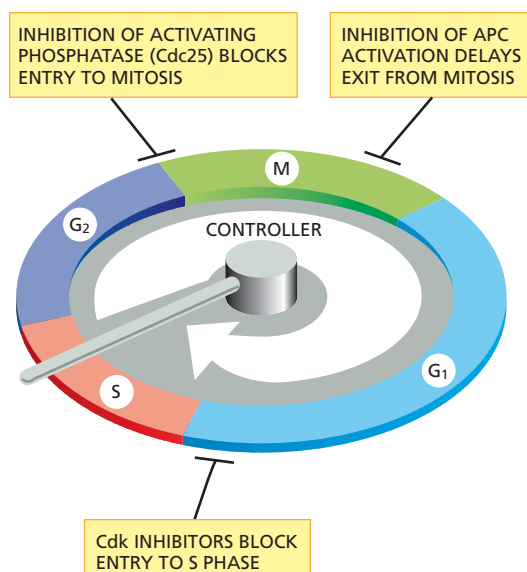 INHIBITION OF ACTIVATING
PHOSPHATASE (Cdc25) BLOCKS
ENTRY TO MITOSIS
INHIBITION OF APC
ACTIVATION DELAYS
EXIT FROM MITOSIS
M
G₂
CONTROLLER
G₁
S
Cdk INHIBITORS BLOCK
ENTRY TO S PHASE